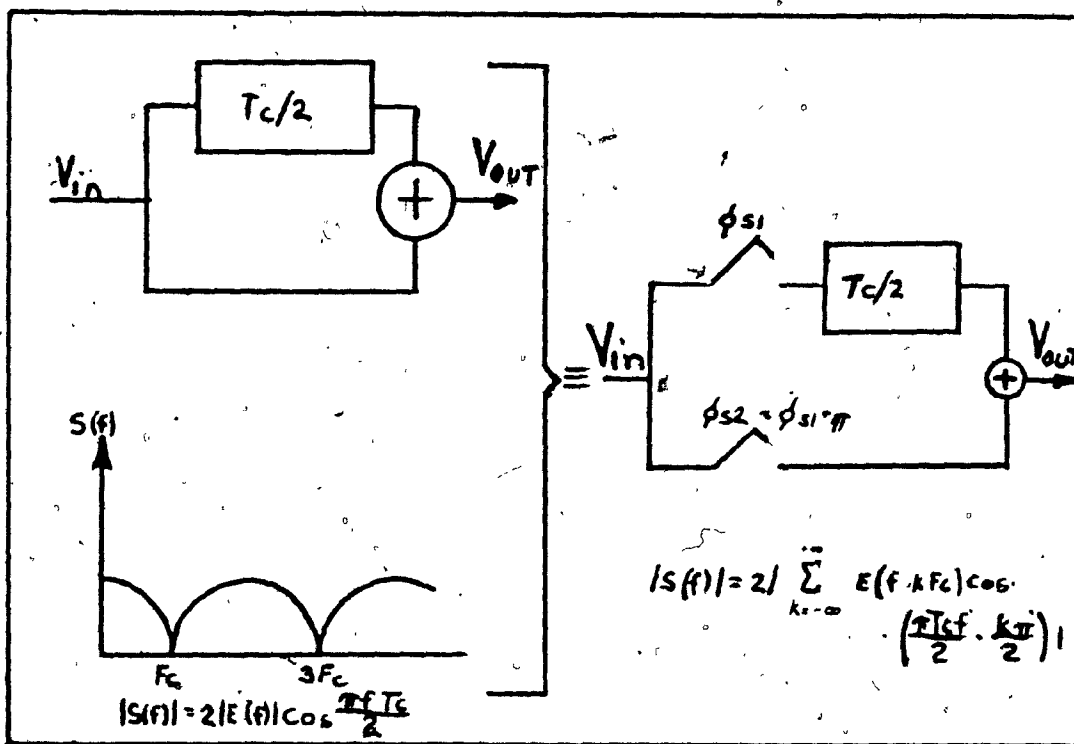 Tc/2
Vin
VOUT
S(f)
Fc
3Fc
|S(f)| = 2|E(f)| Cos πfTc/2
≡
φS1
Tc/2
Vin
VOUT
+
φS2 = φS1+π
|S(f)| = 2| Σ E(f-kFc) Cos.
k=-∞
(πTcf/2 - kπ/2) |